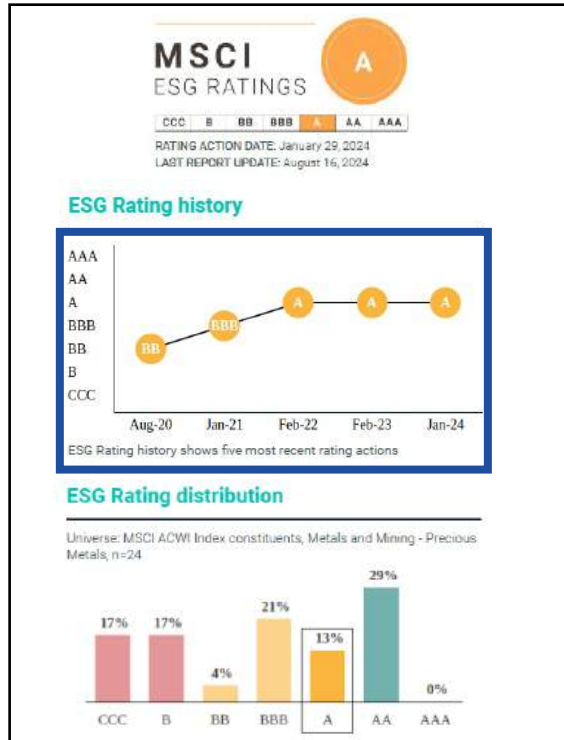 MSCI
ESG RATINGS
A
CCC B BB BBB A AA AAA
RATING ACTION DATE: January 29, 2024
LAST REPORT UPDATE: August 16, 2024
ESG Rating history
AAA
AA
A
BBB
BB
B
CCC
BB BBB A A A
Aug-20 Jan-21 Feb-22 Feb-23 Jan-24
ESG Rating history shows five most recent rating actions
ESG Rating distribution
Universe: MSCI ACWI Index constituents, Metals and Mining - Precious
Metals, n=24
17% 17% 4% 21% 13% 29% 0%
CCC B BB BBB A AA AAA